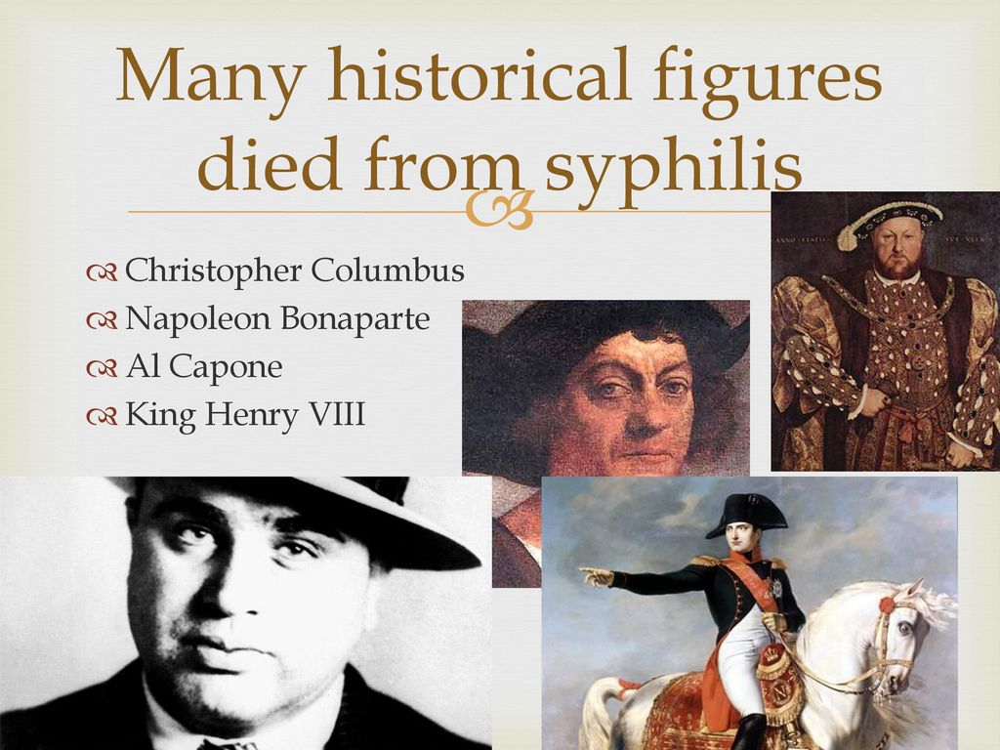 Many historical figures
died from syphilis
Christopher Columbus
Napoleon Bonaparte
Al Capone
King Henry VIII